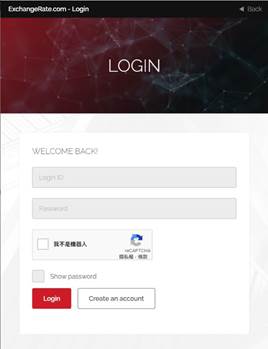 ExchangeRate.com - Login
Back
LOGIN
WELCOME BACK!
Login ID
Password
我不是機器人
reCAPTCHA
隱私權 - 條款
Show password
Login
Create an account